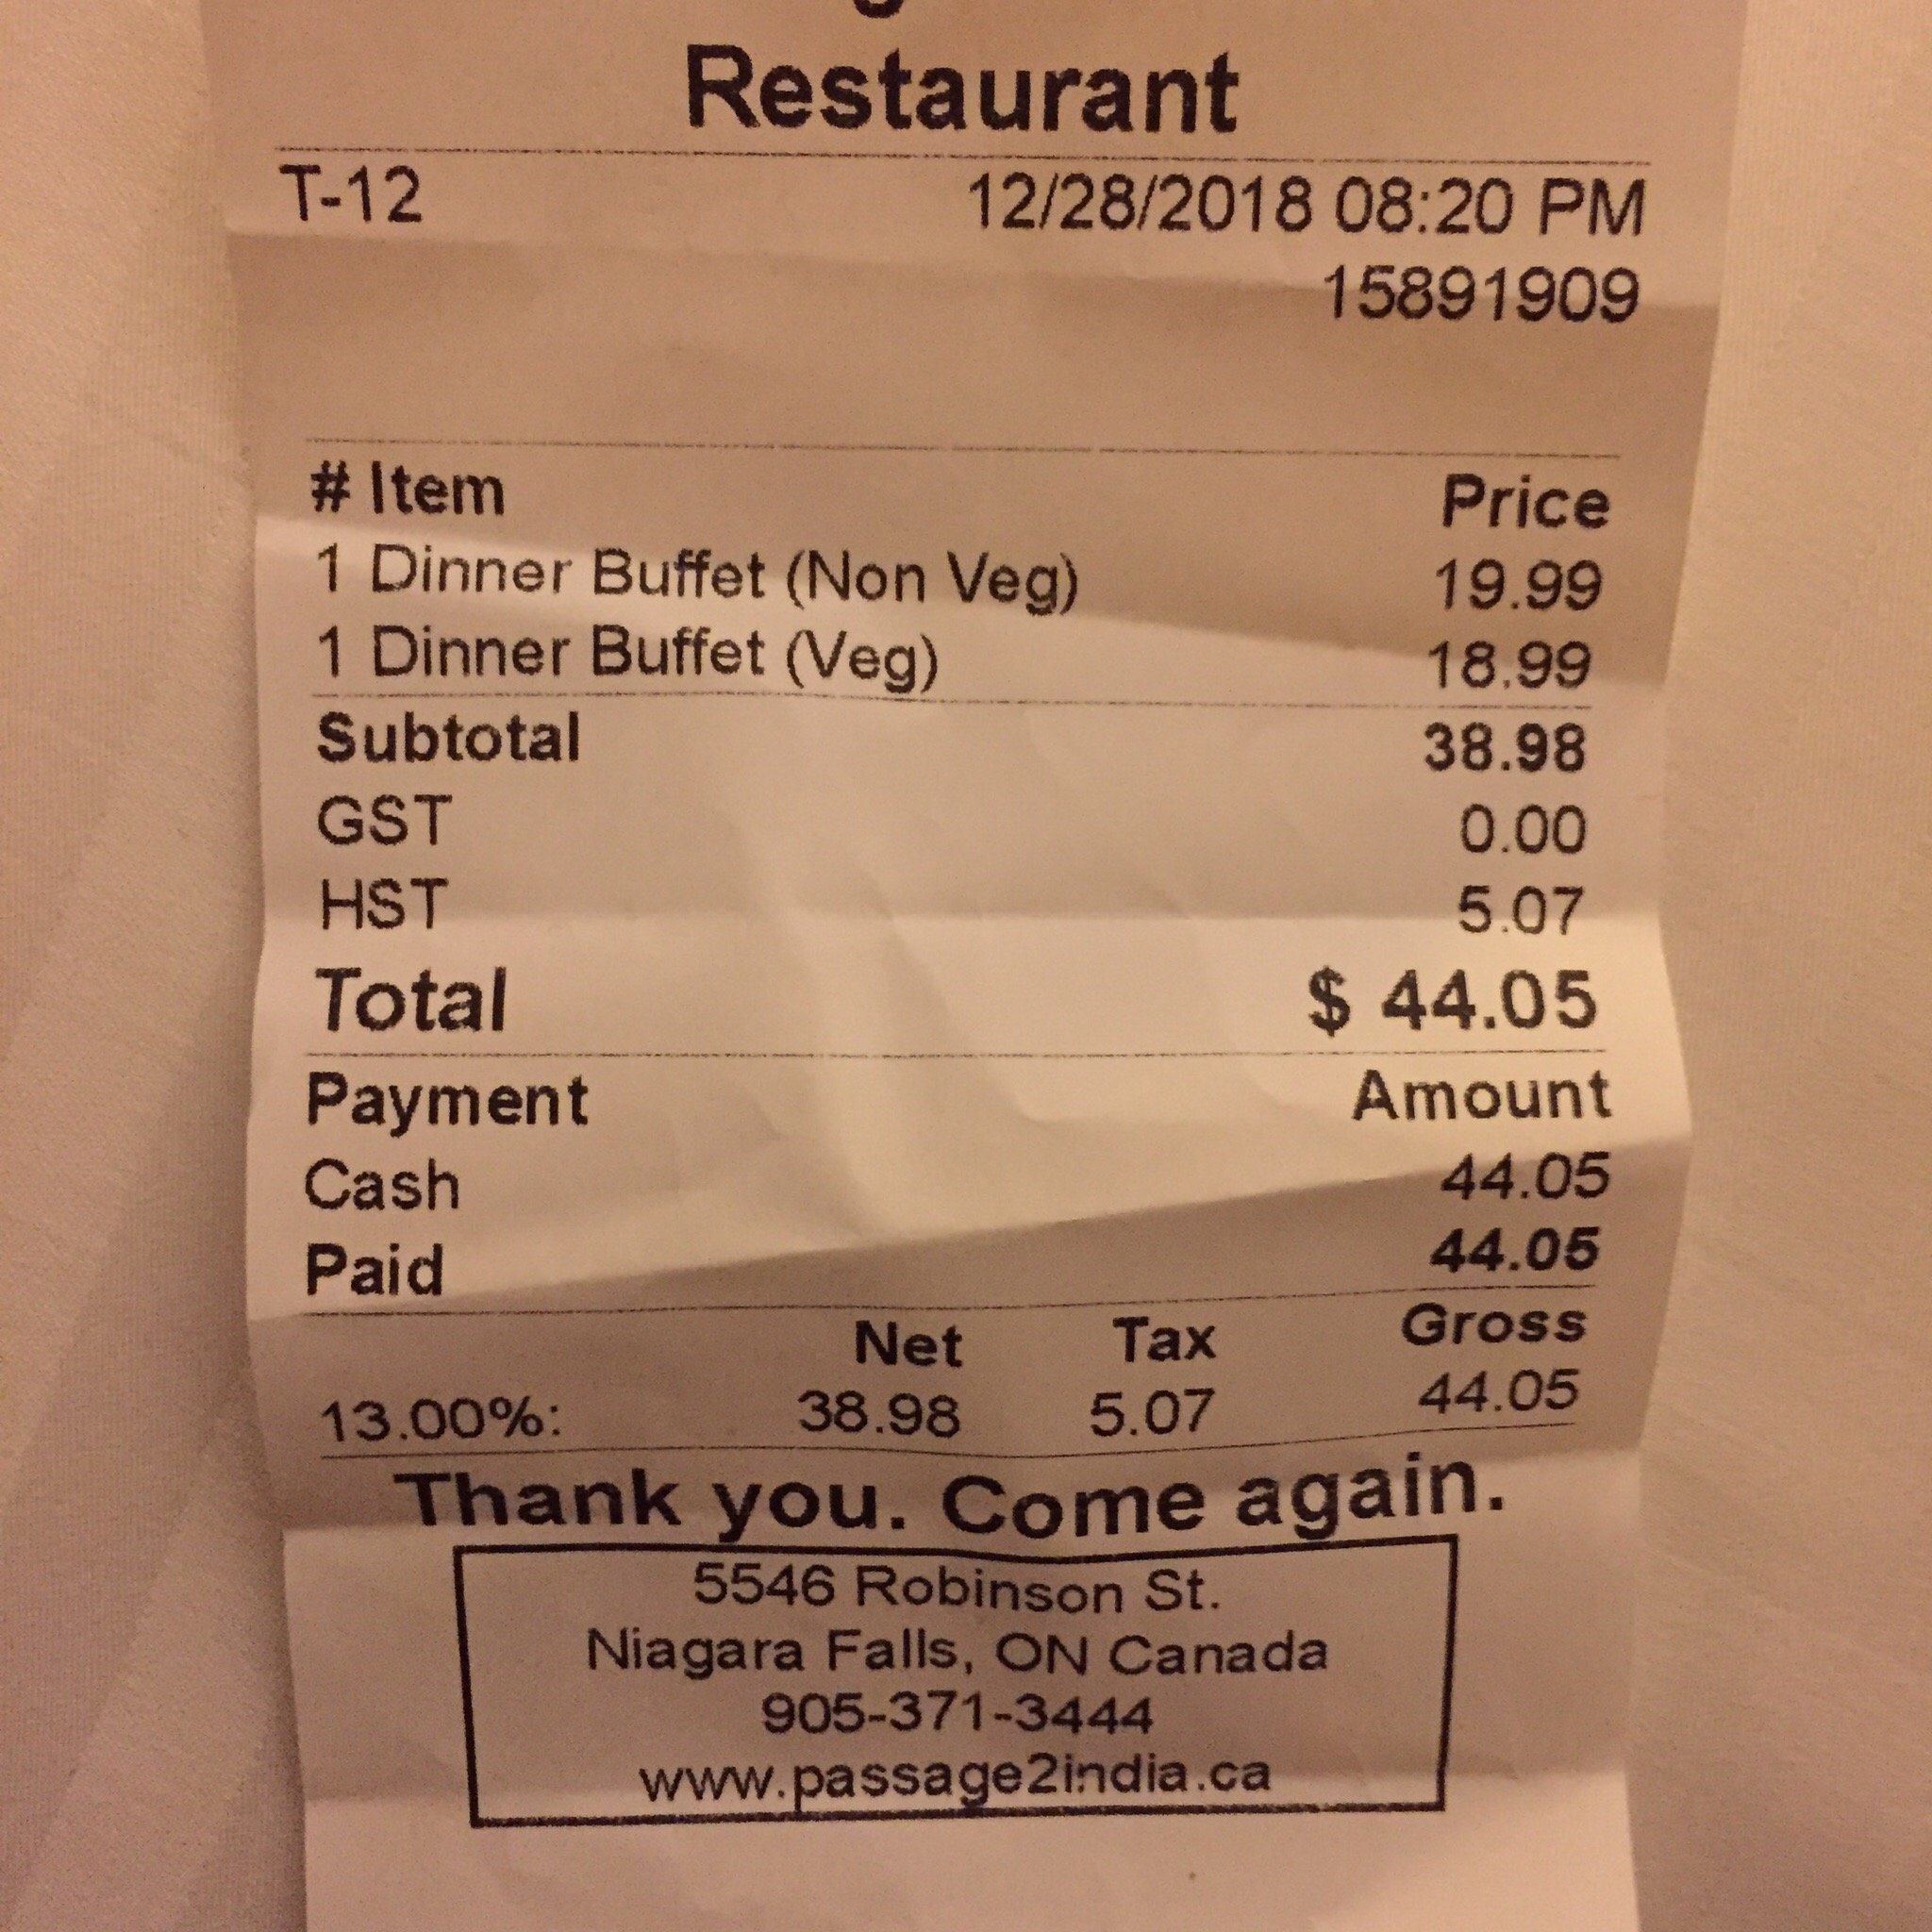 Restaurant
T-12 12/28/2018 08:20 PM
15891909
# Item Price
1 Dinner Buffet (Non Veg) 19.99
1 Dinner Buffet (Veg) 18.99
Subtotal 38.98
GST 0.00
HST 5.07
Total $ 44.05
Payment Amount
Cash 44.05
Paid 44.05
Net Tax Gross
13.00%: 38.98 5.07 44.05
Thank you. Come again.
5546 Robinson St.
Niagara Falls, ON Canada
905-371-3444
www.passage2india.ca